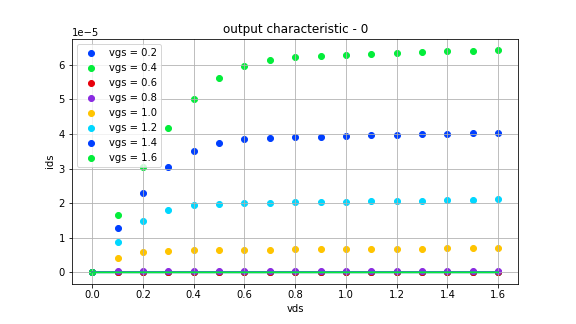 output characteristic - 0
1e−5
vgs = 0.2
vgs = 0.4
vgs = 0.6
vgs = 0.8
vgs = 1.0
vgs = 1.2
vgs = 1.4
vgs = 1.6
6
5
4
3
2
1
0
ids
0.0 0.2 0.4 0.6 0.8 1.0 1.2 1.4 1.6
vds